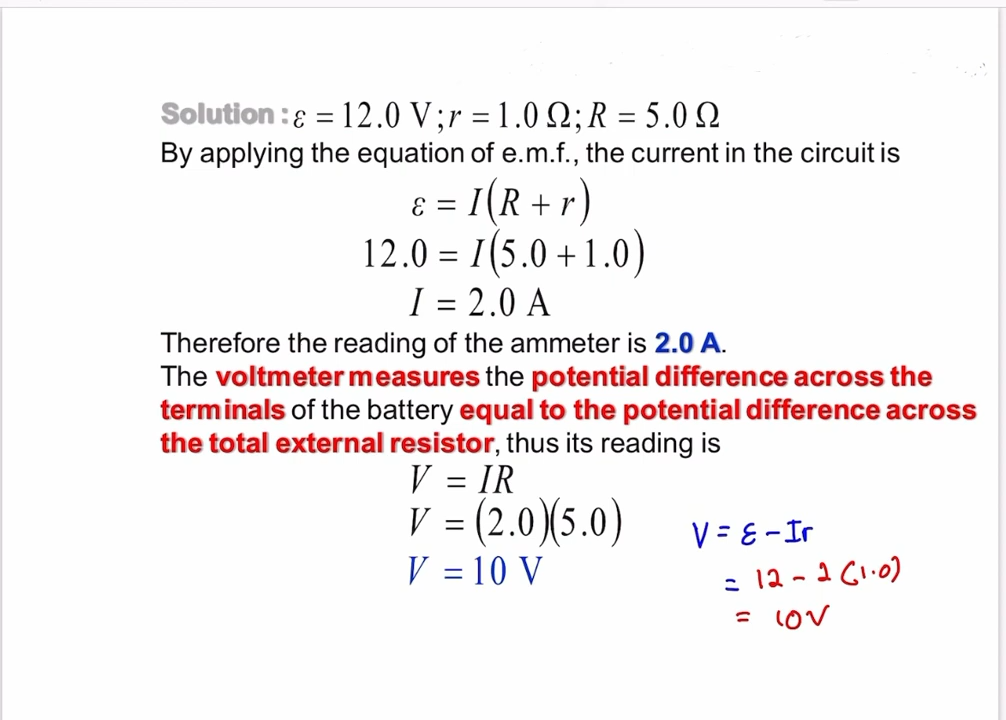 Solution : ε = 12.0 V; r = 1.0 Ω; R = 5.0 Ω
By applying the equation of e.m.f., the current in the circuit is
ε = I(R + r)
12.0 = I(5.0 + 1.0)
I = 2.0 A
Therefore the reading of the ammeter is 2.0 A.
The voltmeter measures the potential difference across the
terminals of the battery equal to the potential difference across
the total external resistor, thus its reading is
V = IR
V = (2.0)(5.0)
V = 10 V
V = ε - Ir
= 12 - 2 (1.0)
= 10V